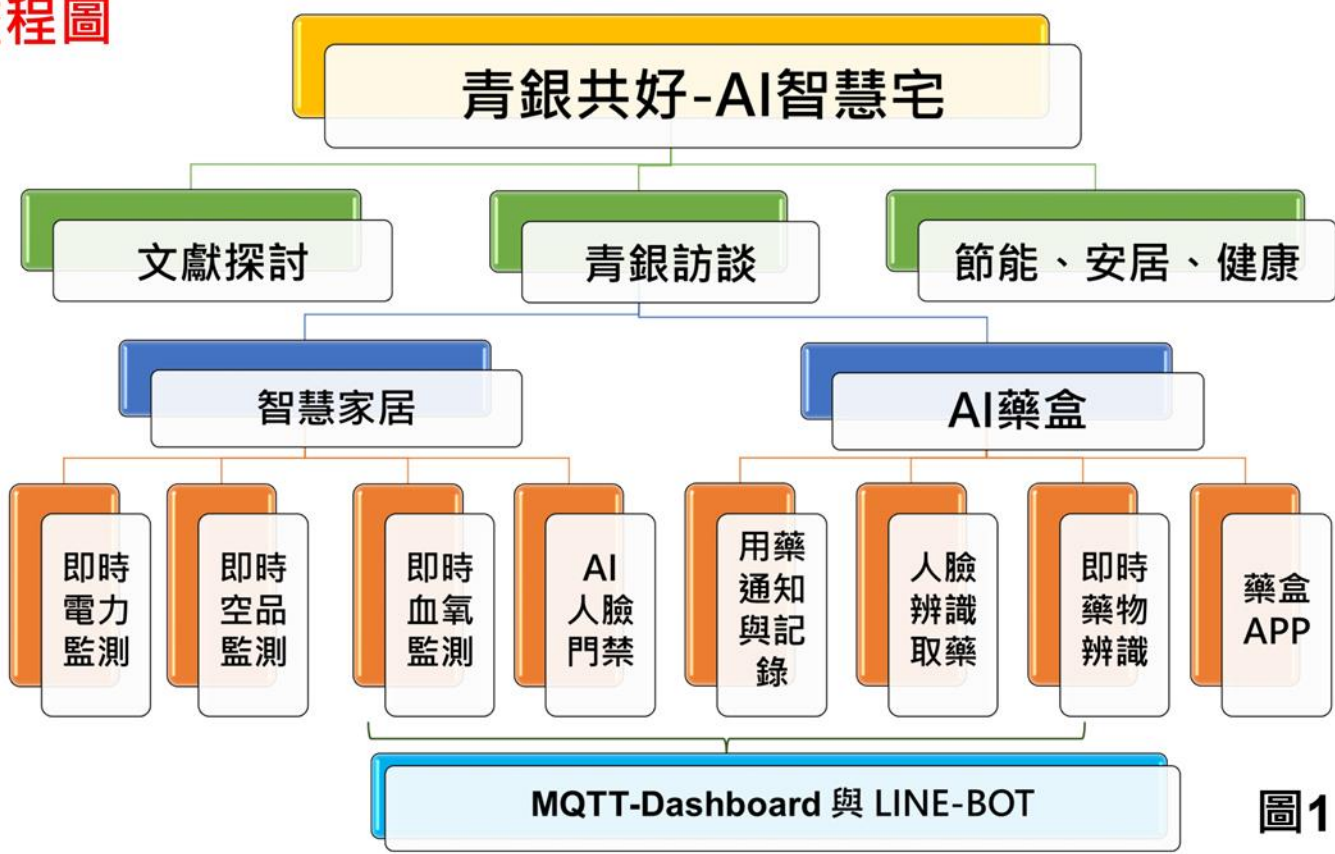 程圖
青銀共好-AI智慧宅
文獻探討
青銀訪談
節能、安居、健康
智慧家居
AI藥盒
即時
電力
監測
即時
空品
監測
即時
血氧
監測
AI
人臉
門禁
用藥
通知
與記
錄
人臉
辨識
取藥
即時
藥物
辨識
藥盒
APP
MQTT-Dashboard 與 LINE-BOT
圖1